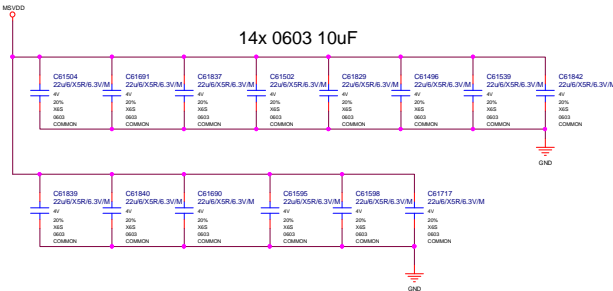 MSVDD
14x 0603 10uF
C61504
22u/6/X5R/6.3V/M
4V
20%
X6S
0603
COMMON
C61691
22u/6/X5R/6.3V/M
4V
20%
X6S
0603
COMMON
C61837
22u/6/X5R/6.3V/M
4V
20%
X6S
0603
COMMON
C61502
22u/6/X5R/6.3V/M
4V
20%
X6S
0603
COMMON
C61829
22u/6/X5R/6.3V/M
4V
20%
X6S
0603
COMMON
C61496
22u/6/X5R/6.3V/M
4V
20%
X6S
0603
COMMON
C61539
22u/6/X5R/6.3V/M
4V
20%
X6S
0603
COMMON
C61842
22u/6/X5R/6.3V/M
4V
20%
X6S
0603
COMMON
GND
C61839
22u/6/X5R/6.3V/M
4V
20%
X6S
0603
COMMON
C61840
22u/6/X5R/6.3V/M
4V
20%
X6S
0603
COMMON
C61690
22u/6/X5R/6.3V/M
4V
20%
X6S
0603
COMMON
C61595
22u/6/X5R/6.3V/M
4V
20%
X6S
0603
COMMON
C61598
22u/6/X5R/6.3V/M
4V
20%
X6S
0603
COMMON
C61717
22u/6/X5R/6.3V/M
4V
20%
X6S
0603
COMMON
GND